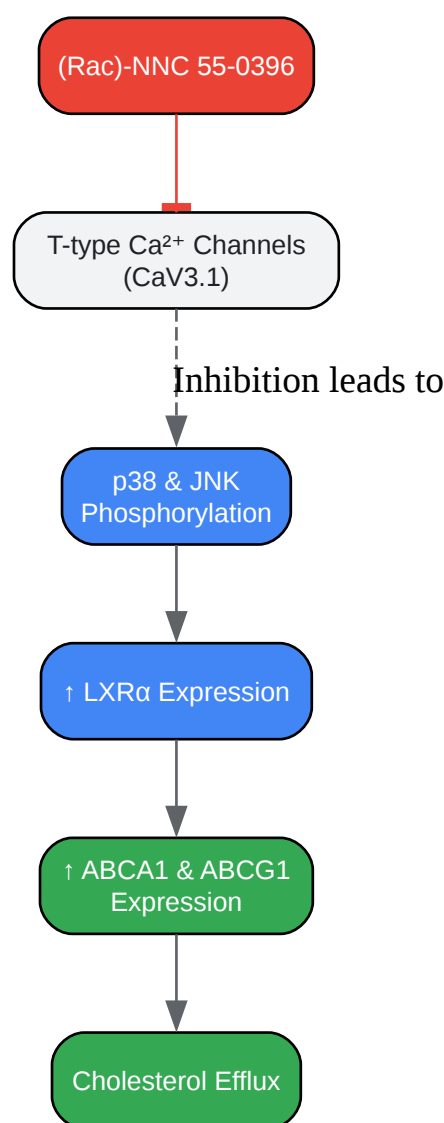 (Rac)-NNC 55-0396
T-type Ca²⁺ Channels
(CaV3.1)
Inhibition leads to
p38 & JNK
Phosphorylation
↑ LXRα Expression
↑ ABCA1 & ABCG1
Expression
Cholesterol Efflux